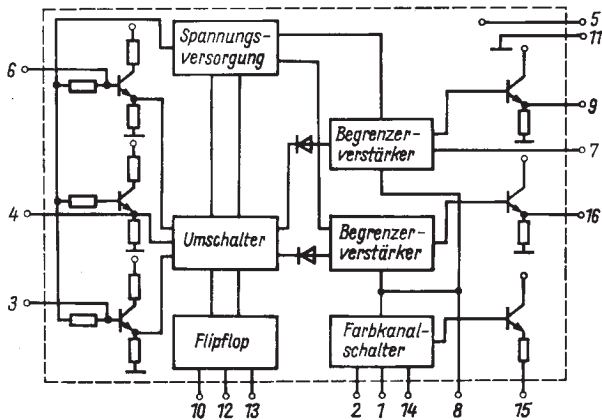 5
11
6
Spannungs-
versorgung
9
Begrenzer-
verstärker
7
4
Umschalter
Begrenzer-
verstärker
16
3
Flipflop
Farbkanal-
schalter
10 12 13 2 1 14 8 15